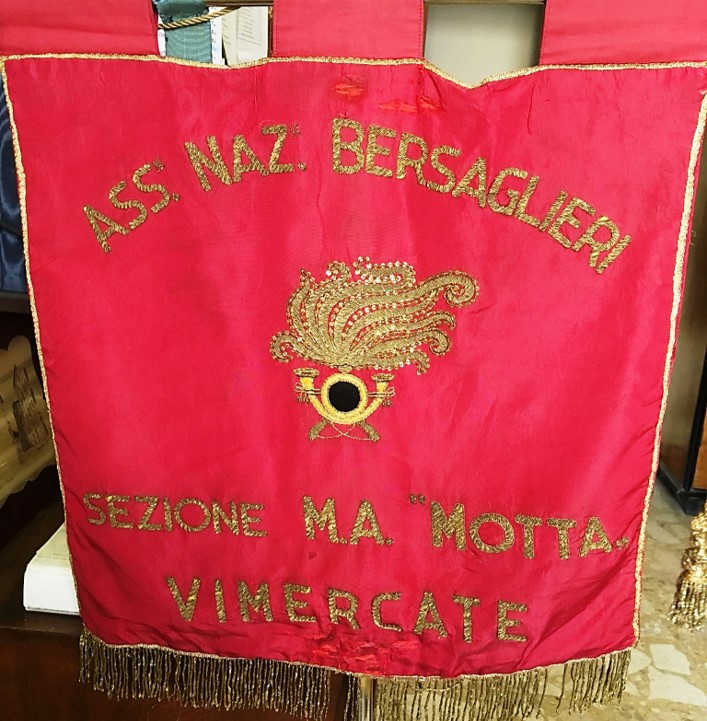 ASS. NAZ. BERSAGLIERI
SEZIONE M.A. "MOTTA"
VIMERCATE